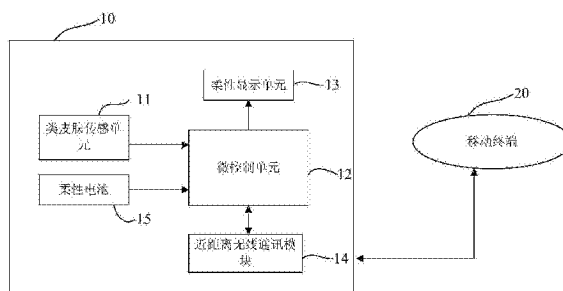 10
柔性显示单元
13
20
11
类皮肤传感单
元
移动终端
微控制单元
12
柔性电池
15
近距离无线通讯模
块
14